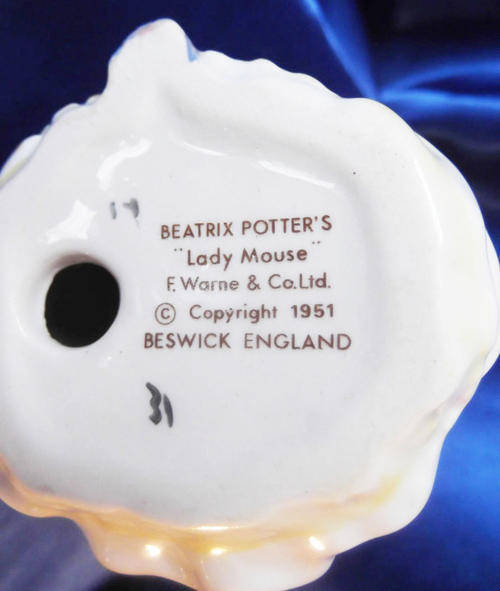 BEATRIX POTTER'S
"Lady Mouse"
F. Warne & Co. Ltd.
© Copyright 1951
BESWICK ENGLAND
31